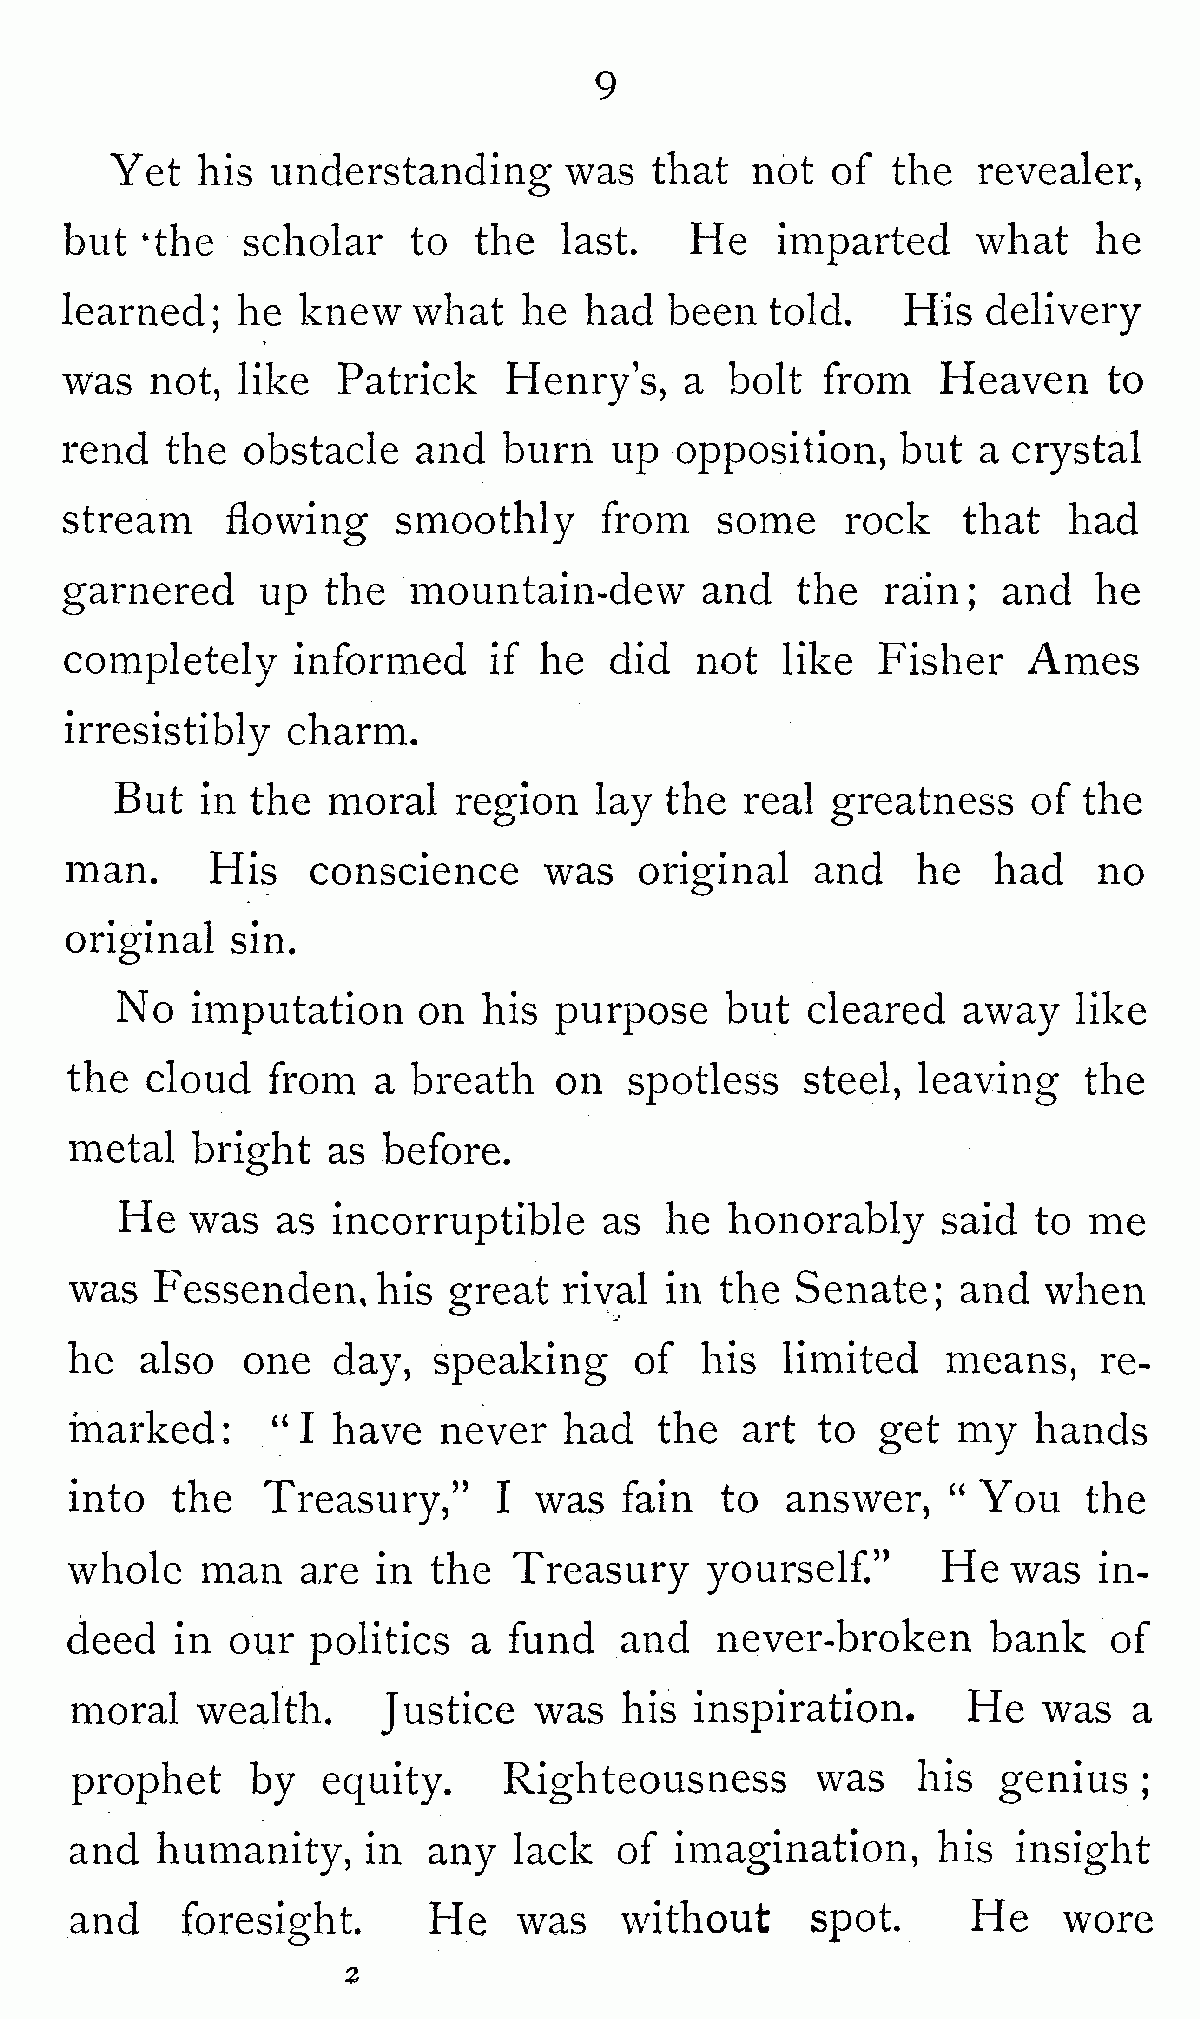 9
Yet his understanding was that not of the revealer,
but ‘the scholar to the last. He imparted what he
learned; he knew what he had been told. His delivery
was not, like Patrick Henry’s, a bolt from Heaven to
rend the obstacle and burn up opposition, but a crystal
stream flowing smoothly from some rock that had
garnered up the mountain-dew and the rain; and he
completely informed if he did not like Fisher Ames
irresistibly charm.
But in the moral region lay the real greatness of the
man. His conscience was original and he had no
original sin.
No imputation on his purpose but cleared away like
the cloud from a breath on spotless steel, leaving the
metal bright as before.
He was as incorruptible as he honorably said to me
was Fessenden, his great rival in the Senate; and when
he also one day, speaking of his limited means, re-
marked: “ I have never had the art to get my hands
into the Treasury,” I was fain to answer, “ You the
whole man are in the Treasury yourself.” He was in-
deed in our politics a fund and never-broken bank of
moral wealth. Justice was his inspiration. He was a
prophet by equity. Righteousness was his genius ;
and humanity, in any lack of imagination, his insight
and foresight. He was without spot. He wore
2